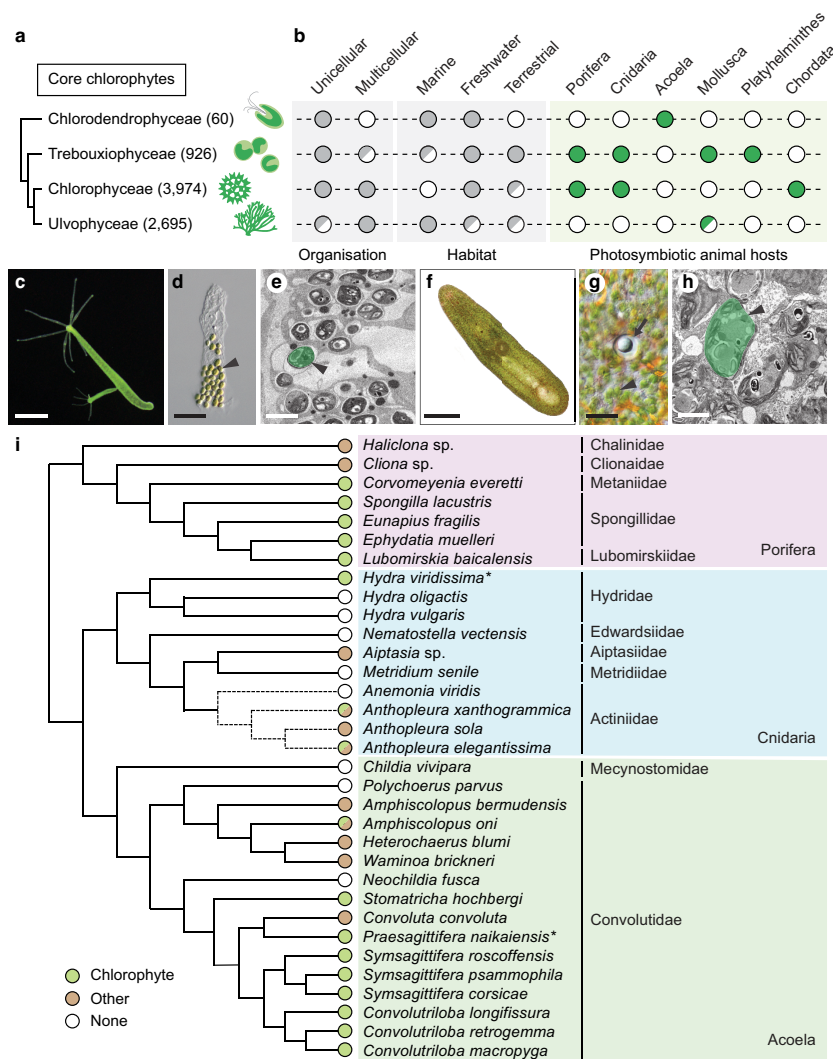 a
b
Unicellular
Multicellular
Marine
Freshwater
Terrestrial
Porifera
Cnidaria
Acoela
Mollusca
Platyhelminthes
Chordata
Core chlorophytes
Chlorodendrophyceae (60)
Trebouxiophyceae (926)
Chlorophyceae (3,974)
Ulvophyceae (2,695)
Organisation
Habitat
Photosymbiotic animal hosts
c
d
e
f
g
h
i
Haliclona sp.
Chalinidae
Cliona sp.
Clionaidae
Corvomeyenia everetti
Metaniidae
Spongilla lacustris
Eunapius fragilis
Spongillidae
Ephydatia muelleri
Lubomirskia baicalensis
Lubomirskiidae
Porifera
Hydra viridissima*
Hydra oligactis
Hydridae
Hydra vulgaris
Nematostella vectensis
Edwardsiidae
Aiptasia sp.
Aiptasiidae
Metridium senile
Metridiidae
Anemonia viridis
Anthopleura xanthogrammica
Actiniidae
Anthopleura sola
Anthopleura elegantissima
Cnidaria
Childia vivipara
Mecynostomidae
Polychoerus parvus
Amphiscolopus bermudensis
Amphiscolopus oni
Heterochaerus blumi
Waminoa brickneri
Neochildia fusca
Stomatricha hochbergi
Convoluta convoluta
Convolutidae
Praesagittifera naikaiensis*
Symsagittifera roscoffensis
Symsagittifera psammophila
Symsagittifera corsicae
Convolutriloba longifissura
Convolutriloba retrogemma
Convolutriloba macropyga
Acoela
Chlorophyte
Other
None